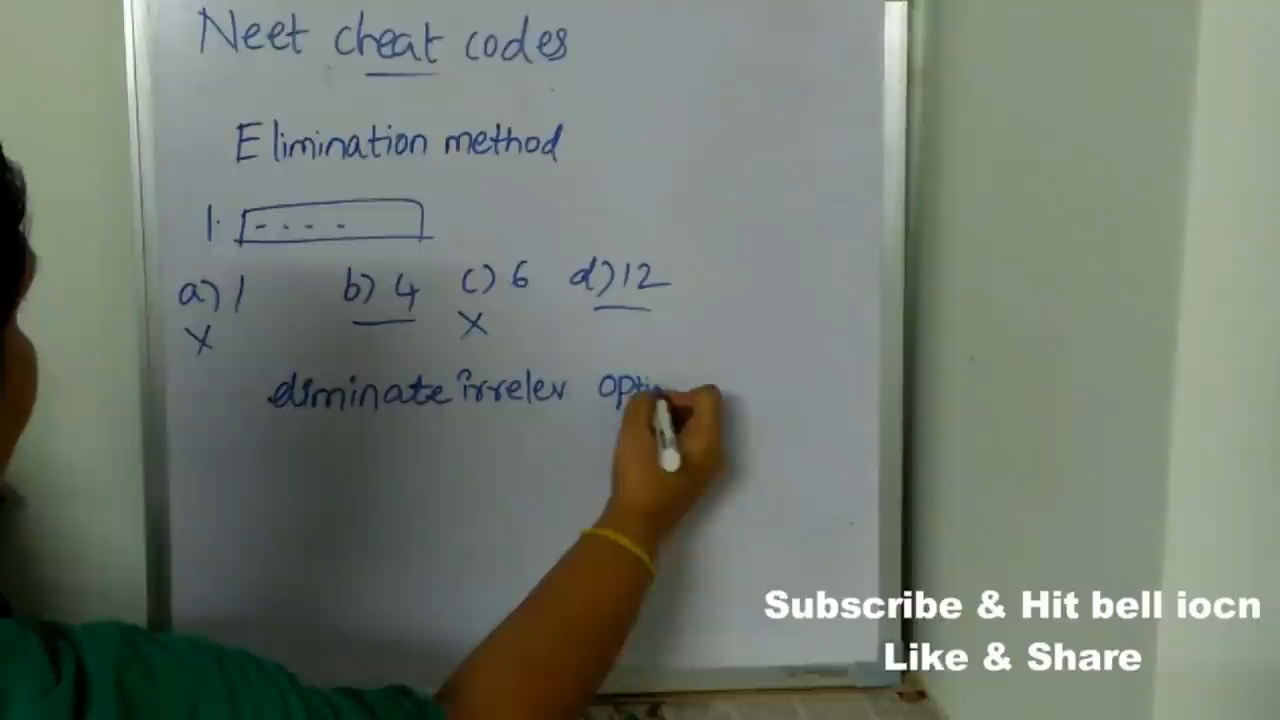 Neet cheat codes
Elimination method
1. - - - -
a) 1 b) 4 c) 6 d) 12
x x
eliminate irrelev opti
Subscribe & Hit bell iocn
Like & Share